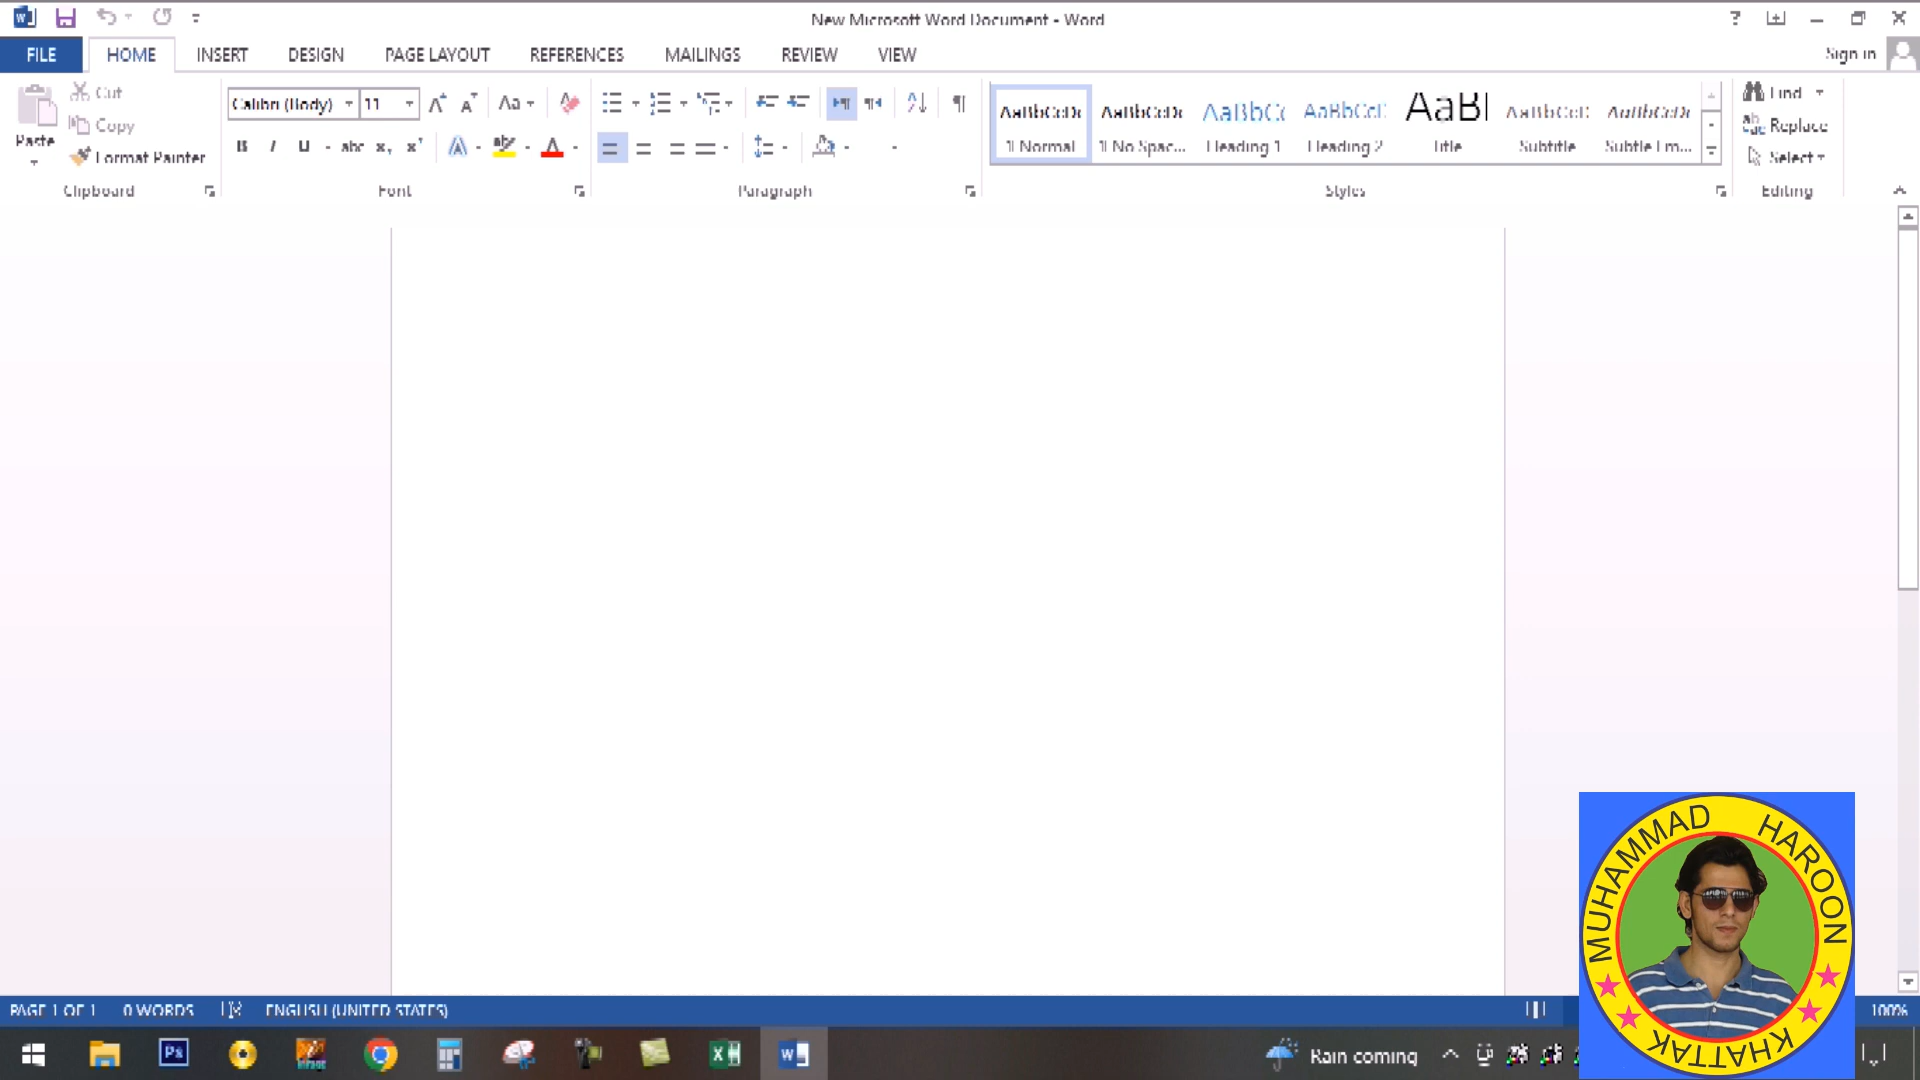 New Microsoft Word Document - Word
FILE
HOME
INSERT
DESIGN
PAGE LAYOUT
REFERENCES
MAILINGS
REVIEW
VIEW
Sign in
Paste
Cut
Copy
Format Painter
Clipboard
Calibri (Body)
11
Font
Paragraph
AaBbCcDc
¶ Normal
AaBbCcDc
¶ No Spac...
AaBbCc
Heading 1
AaBbCcE
Heading 2
AaBl
Title
AaBbCcE
Subtitle
AaBbCcDc
Subtle Em...
Styles
Find
Replace
Select
Editing
PAGE 1 OF 1
0 WORDS
ENGLISH (UNITED STATES)
100%
Rain coming
MUHAMMAD HAROON
KHATTAK